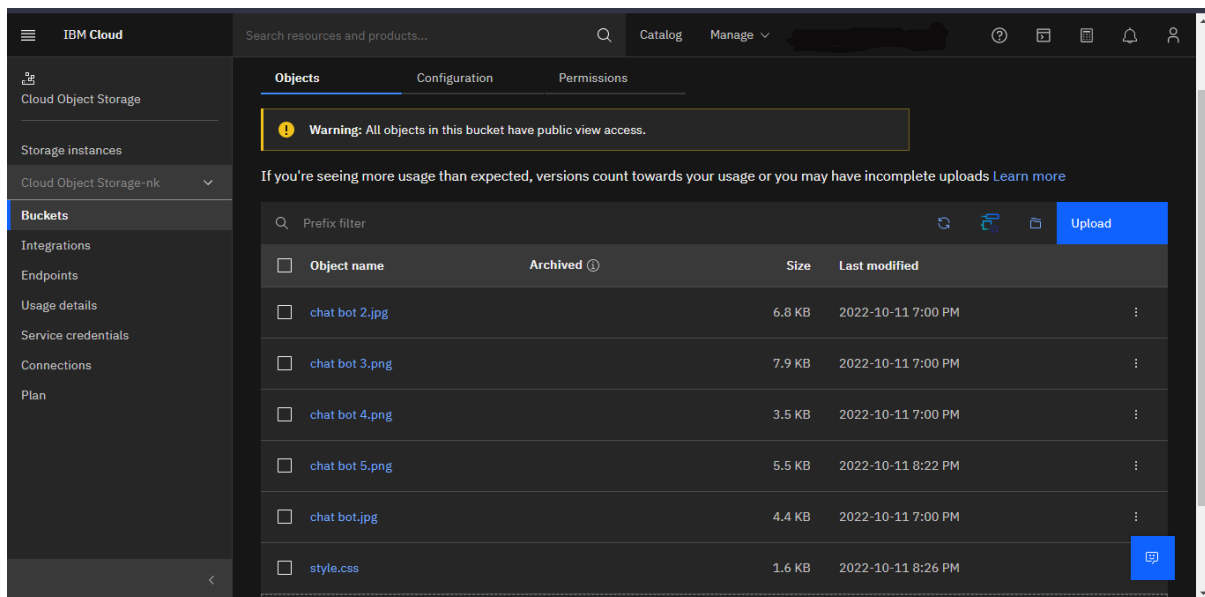 IBM Cloud
Search resources and products...
Catalog
Manage
Cloud Object Storage
Storage instances
Cloud Object Storage-nk
Buckets
Integrations
Endpoints
Usage details
Service credentials
Connections
Plan
Objects
Configuration
Permissions
Warning: All objects in this bucket have public view access.
If you're seeing more usage than expected, versions count towards your usage or you may have incomplete uploads Learn more
Prefix filter
Upload
Object name Archived Size Last modified
chat bot 2.jpg 6.8 KB 2022-10-11 7:00 PM
chat bot 3.png 7.9 KB 2022-10-11 7:00 PM
chat bot 4.png 3.5 KB 2022-10-11 7:00 PM
chat bot 5.png 5.5 KB 2022-10-11 8:22 PM
chat bot.jpg 4.4 KB 2022-10-11 7:00 PM
style.css 1.6 KB 2022-10-11 8:26 PM